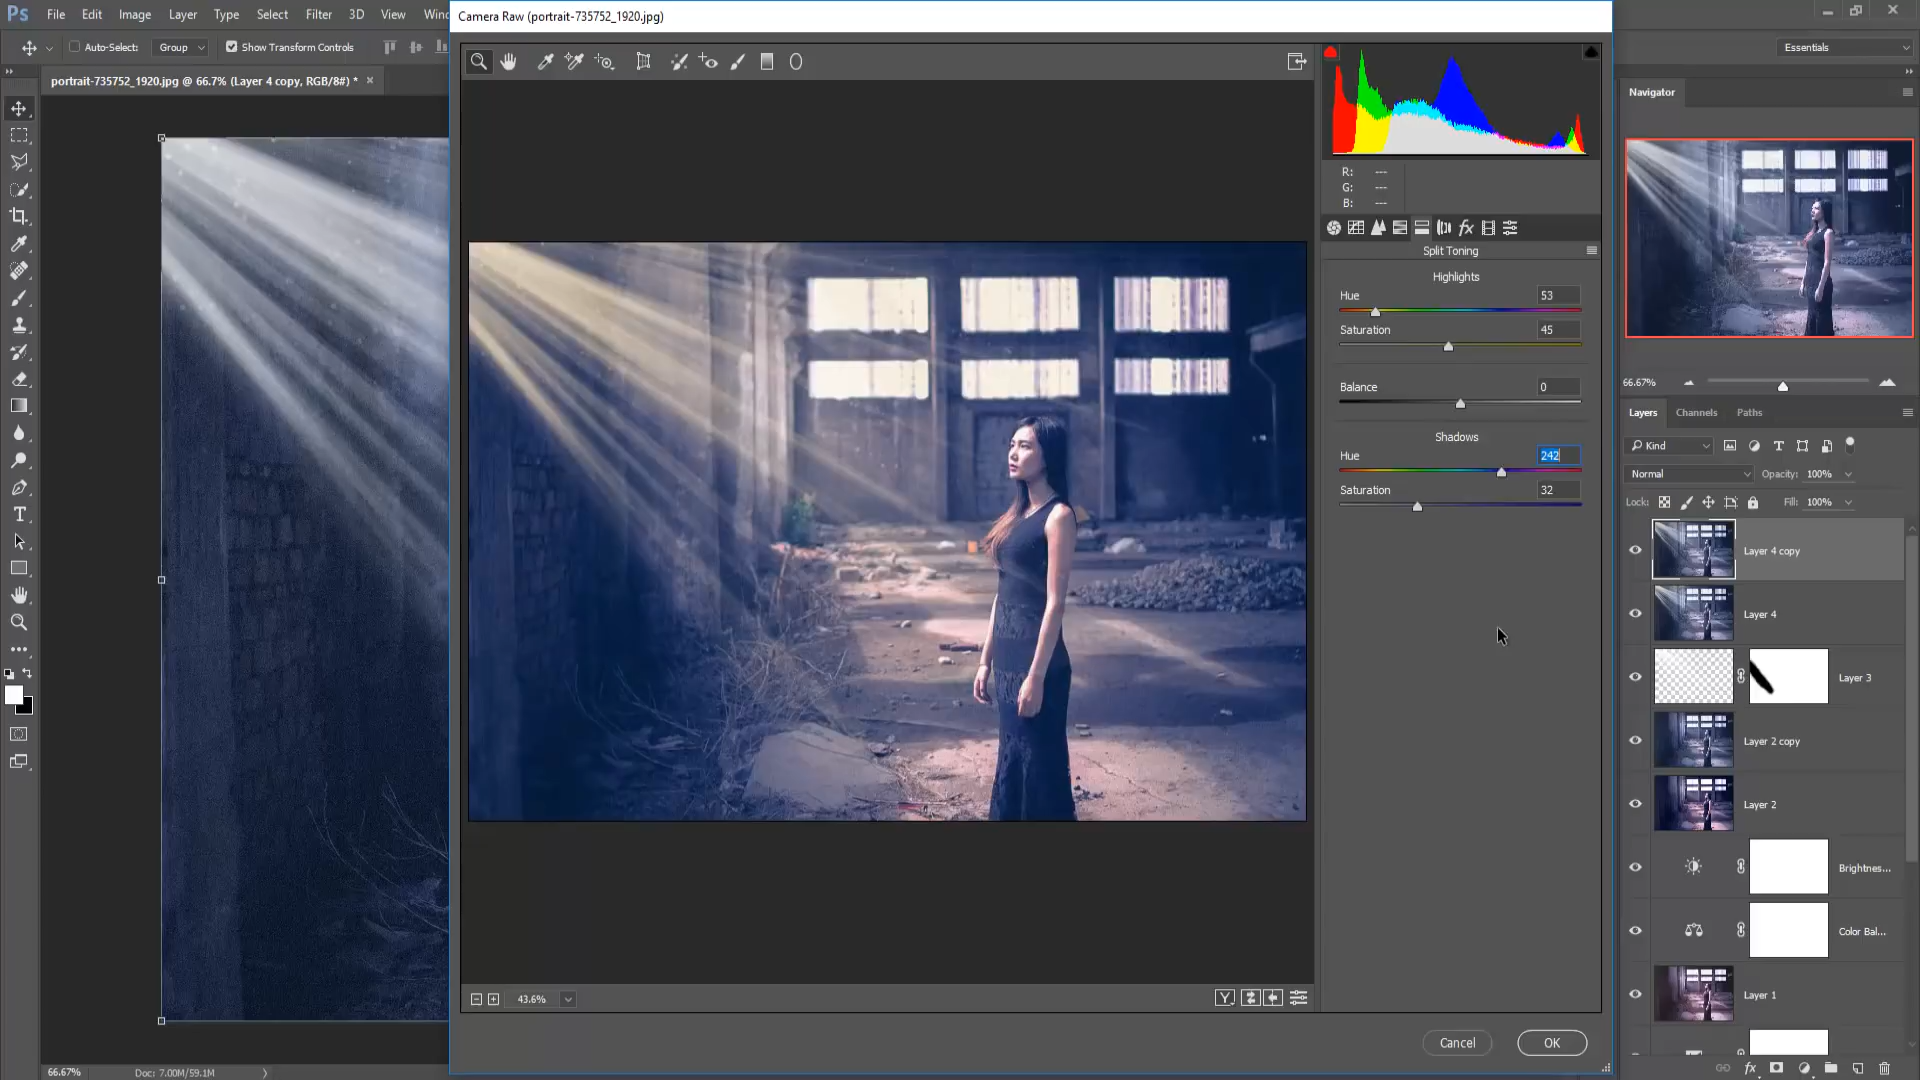 Ps File Edit Image Layer Type Select Filter 3D View Wind
Camera Raw (portrait-735752_1920.jpg)
Auto-Select: Group Show Transform Controls
Essentials
portrait-735752_1920.jpg @ 66.7% (Layer 4 copy, RGB/8#) * ×
Navigator
R: ---
G: ---
B: ---
Split Toning
Highlights
Hue 53
Saturation 45
Balance 0
Shadows
Hue 242
Saturation 32
66.67%
Layers Channels Paths
Kind
Normal Opacity: 100%
Lock: Fill: 100%
Layer 4 copy
Layer 4
Layer 3
Layer 2 copy
Layer 2
Brightnes...
Color Bal...
Layer 1
43.6%
Cancel OK
66.67% Doc: 7.00M/59.1M